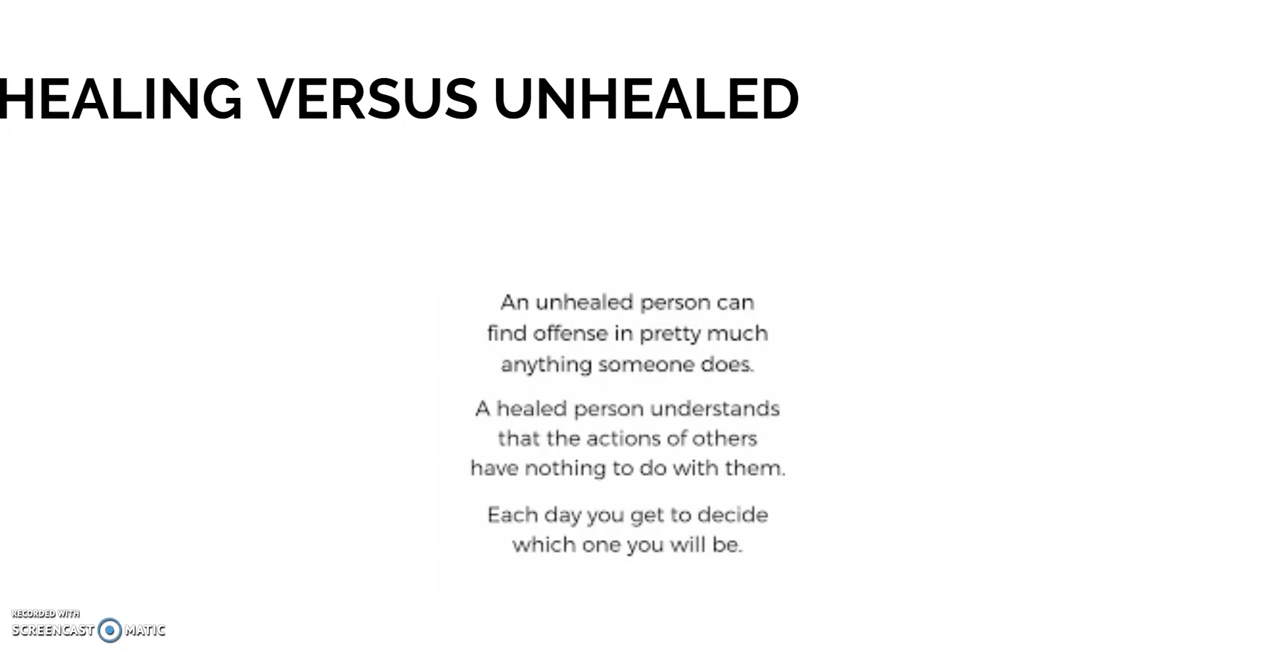 HEALING VERSUS UNHEALED
An unhealed person can
find offense in pretty much
anything someone does.
A healed person understands
that the actions of others
have nothing to do with them.
Each day you get to decide
which one you will be.
RECORDED WITH
SCREENCAST MATIC